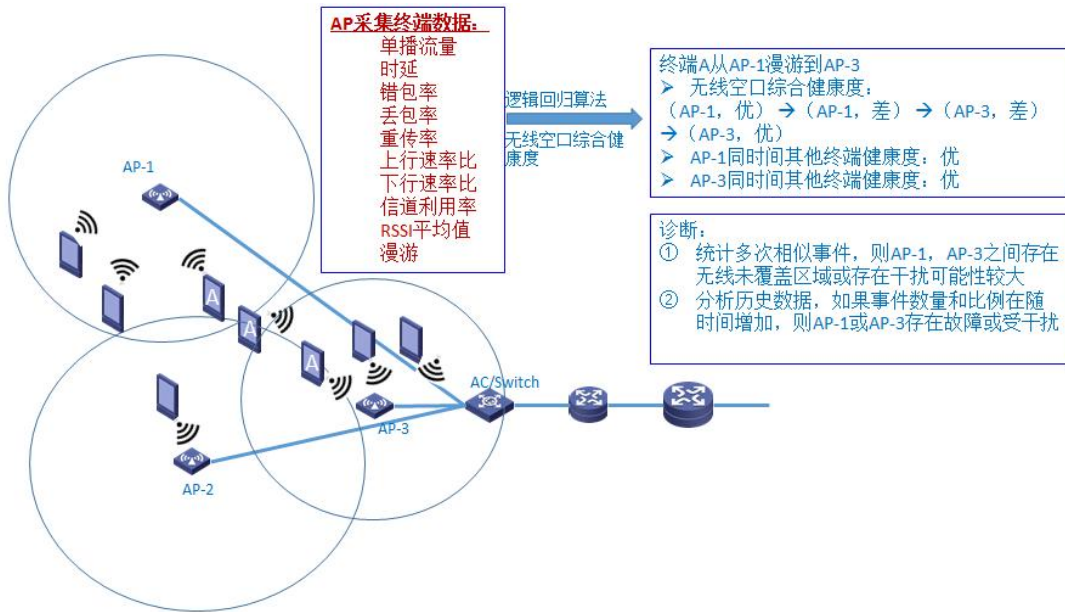 AP采集终端数据:
单播流量
时延
错包率
丢包率
重传率
上行速率比
下行速率比
信道利用率
RSSI平均值
漫游
逻辑回归算法
无线空口综合健
康度
终端A从AP-1漫游到AP-3
➢ 无线空口综合健康度:
(AP-1, 优) → (AP-1, 差) → (AP-3, 差)
→ (AP-3, 优)
➢ AP-1同时间其他终端健康度: 优
➢ AP-3同时间其他终端健康度: 优
诊断:
① 统计多次相似事件, 则AP-1, AP-3之间存在
无线未覆盖区域或存在干扰可能性较大
② 分析历史数据, 如果事件数量和比例在随
时间增加, 则AP-1或AP-3存在故障或受干扰
AP-1
A
A
A
AC/Switch
AP-3
AP-2